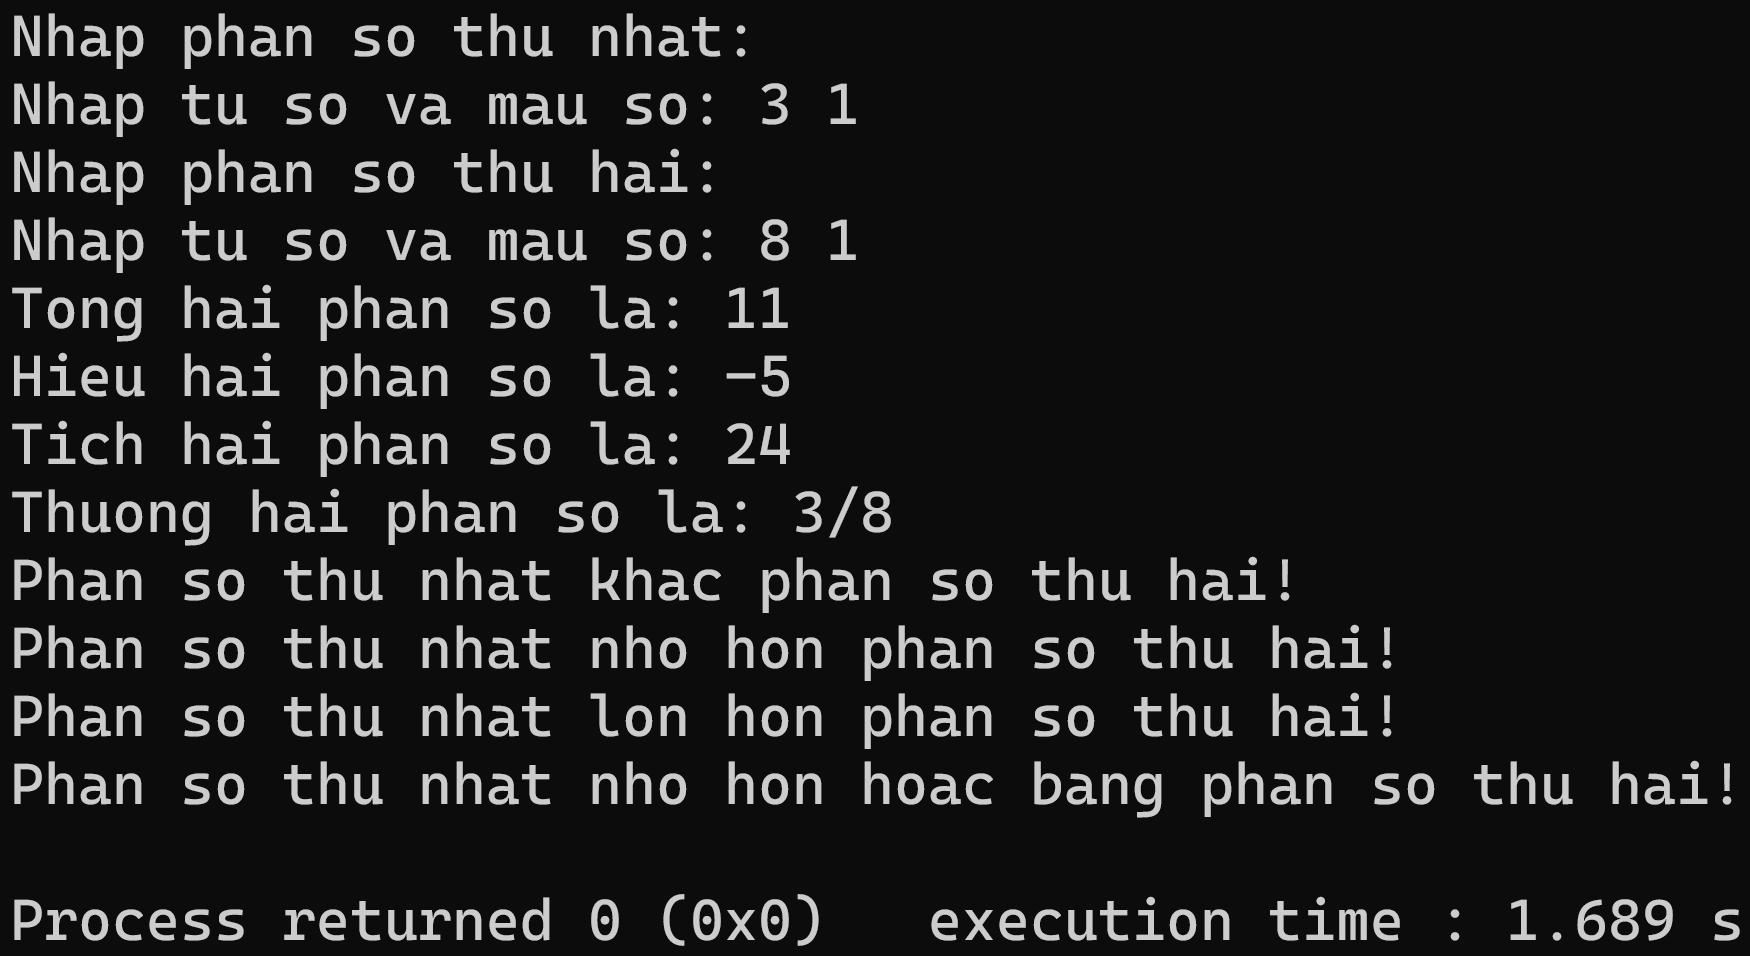 Nhap phan so thu nhat:
Nhap tu so va mau so: 3 1
Nhap phan so thu hai:
Nhap tu so va mau so: 8 1
Tong hai phan so la: 11
Hieu hai phan so la: -5
Tich hai phan so la: 24
Thuong hai phan so la: 3/8
Phan so thu nhat khac phan so thu hai!
Phan so thu nhat nho hon phan so thu hai!
Phan so thu nhat lon hon phan so thu hai!
Phan so thu nhat nho hon hoac bang phan so thu hai!
Process returned 0 (0x0)   execution time : 1.689 s